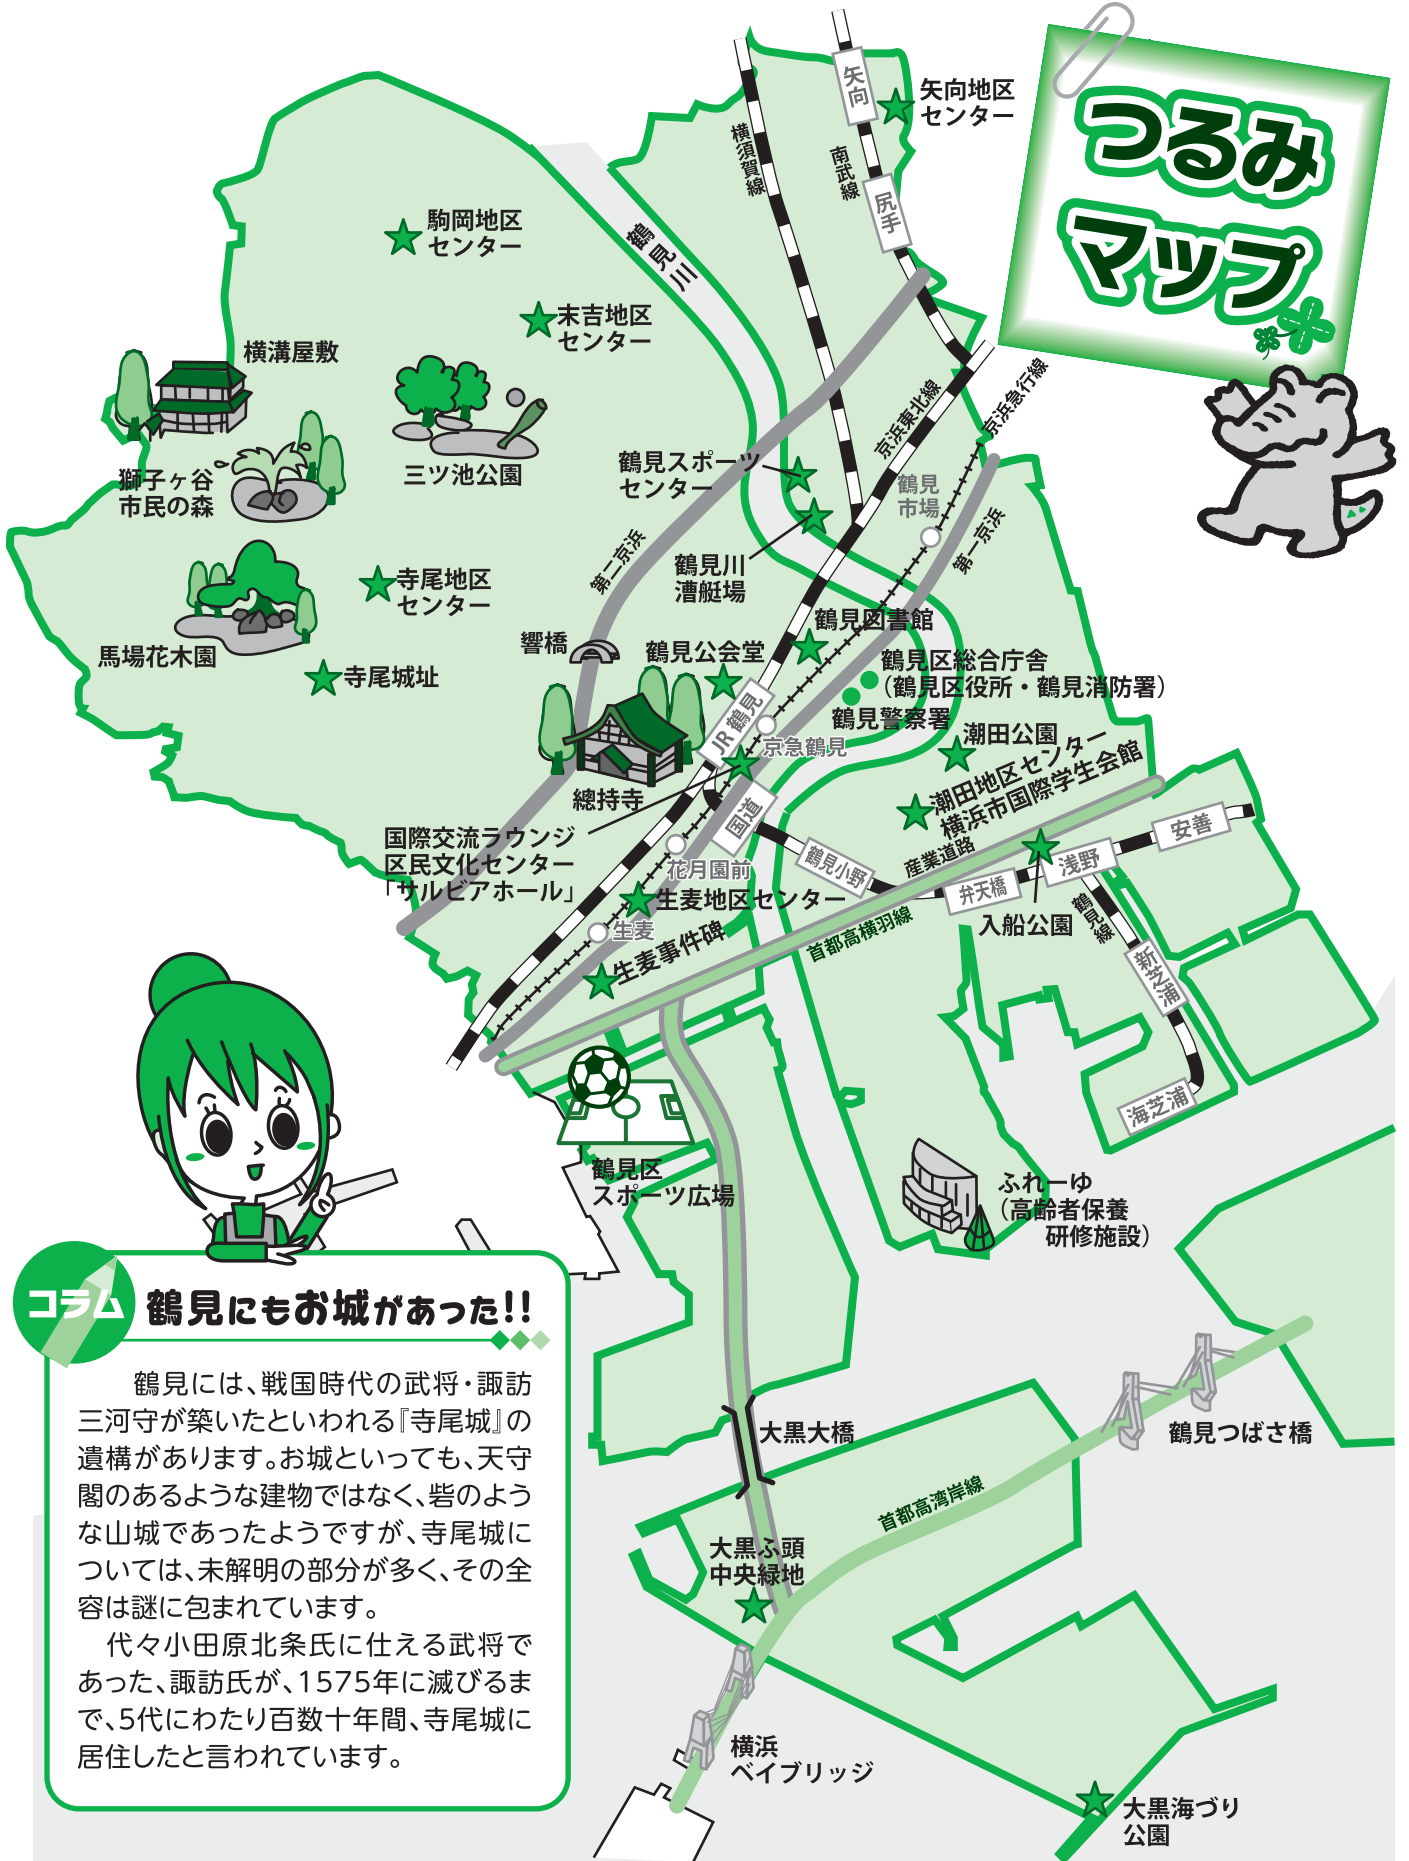 つるみ
マップ
矢向
矢向地区
センター
横須賀線
南武線
尻手
鶴見川
駒岡地区
センター
末吉地区
センター
横溝屋敷
三ツ池公園
獅子ヶ谷
市民の森
京浜東北線
京浜急行線
鶴見スポーツ
センター
鶴見
市場
第二京浜
第一京浜
鶴見川
漕艇場
寺尾地区
センター
馬場花木園
寺尾城址
響橋
鶴見公会堂
鶴見図書館
鶴見区総合庁舎
（鶴見区役所・鶴見消防署）
鶴見警察署
JR 鶴見
京急鶴見
潮田公園
潮田地区センター
横浜市国際学生会館
總持寺
国道
国際交流ラウンジ
区民文化センター
「サルビアホール」
花月園前
鶴見小野
産業道路
弁天橋
浅野
安善
生麦地区センター
生麦
生麦事件碑
首都高横羽線
入船公園
鶴見線
新芝浦
海芝浦
鶴見区
スポーツ広場
ふれーゆ
（高齢者保養
研修施設）
大黒大橋
鶴見つばさ橋
首都高湾岸線
大黒ふ頭
中央緑地
横浜
ベイブリッジ
大黒海づり
公園
コラム
鶴見にもお城があった!!
鶴見には、戦国時代の武将・諏訪
三河守が築いたといわれる『寺尾城』の
遺構があります。お城といっても、天守
閣のあるような建物ではなく、砦のよう
な山城であったようですが、寺尾城に
ついては、未解明の部分が多く、その全
容は謎に包まれています。
代々小田原北条氏に仕える武将で
あった、諏訪氏が、1575年に滅びるま
で、5代にわたり百数十年間、寺尾城に
居住したと言われています。